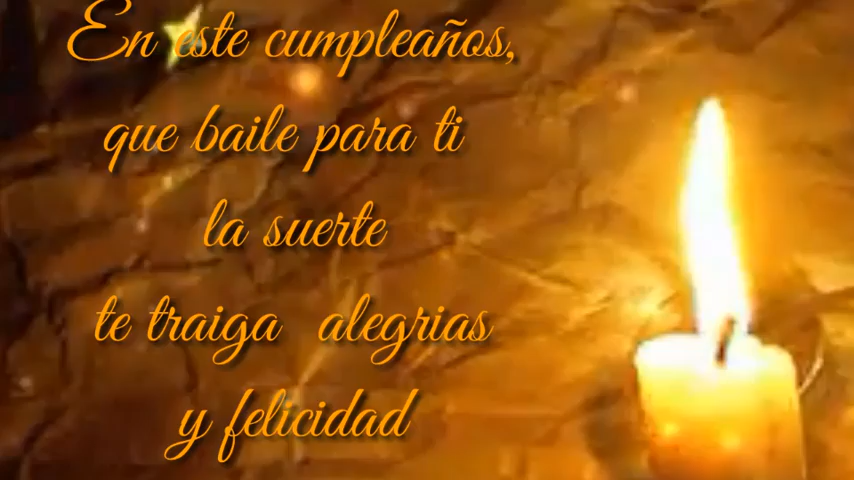 En este cumpleaños,
que baile para ti
la suerte
te traiga alegrias
y felicidad